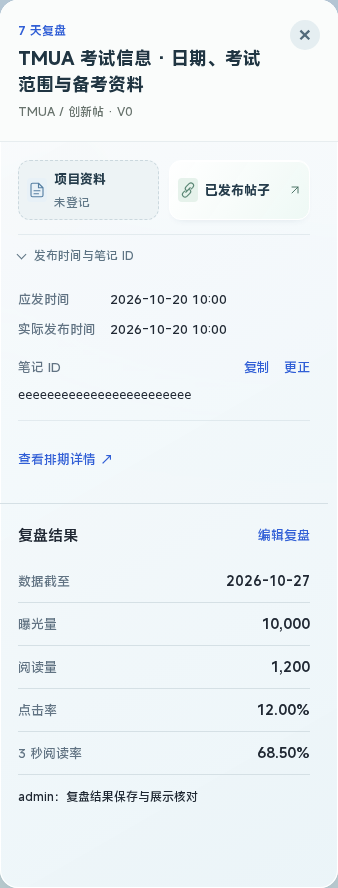 7 天复盘
TMUA 考试信息 · 日期、考试
范围与备考资料
TMUA / 创新帖 · V0
项目资料
未登记
已发布帖子
发布时间与笔记 ID
应发时间 2026-10-20 10:00
实际发布时间 2026-10-20 10:00
笔记 ID 复制 更正
eeeeeeeeeeeeeeeeeeeeeeee
查看排期详情 ↗
复盘结果 编辑复盘
数据截至 2026-10-27
曝光量 10,000
阅读量 1,200
点击率 12.00%
3 秒阅读率 68.50%
admin：复盘结果保存与展示核对